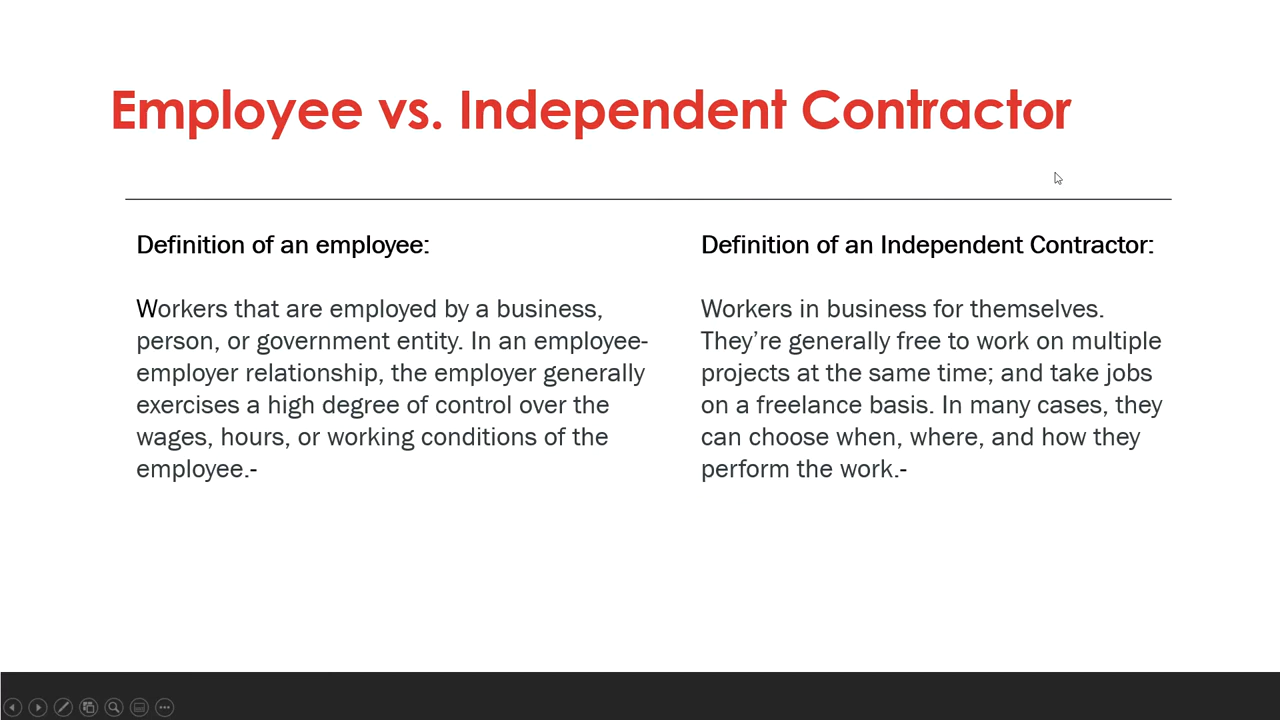 Employee vs. Independent Contractor
Definition of an employee:
Workers that are employed by a business,
person, or government entity. In an employee-
employer relationship, the employer generally
exercises a high degree of control over the
wages, hours, or working conditions of the
employee.-
Definition of an Independent Contractor:
Workers in business for themselves.
They’re generally free to work on multiple
projects at the same time; and take jobs
on a freelance basis. In many cases, they
can choose when, where, and how they
perform the work.-